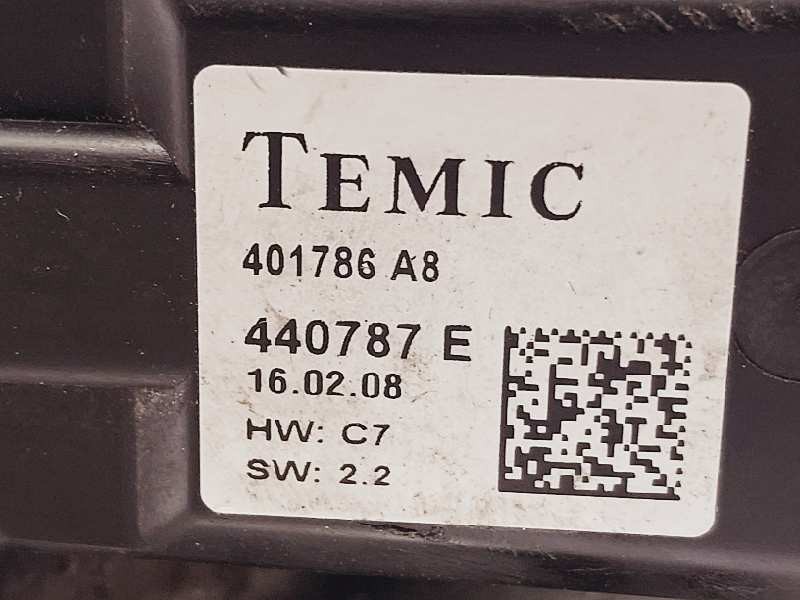 TEMIC
401786 A8
440787 E
16.02.08
HW: C7
SW: 2.2